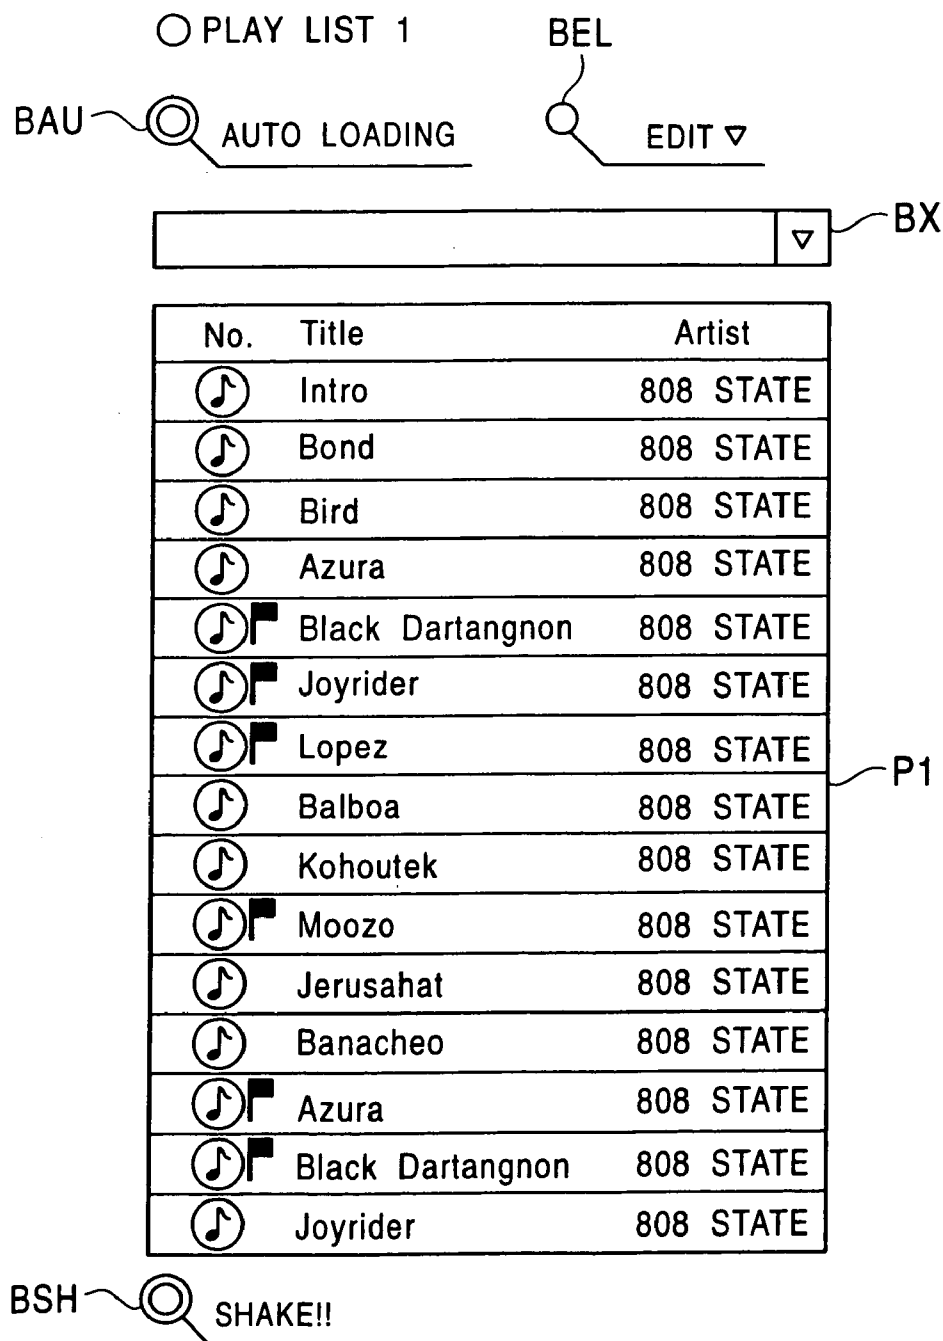 PLAY LIST 1
BEL
BAU
AUTO LOADING
EDIT ▽
BX
▽
No. Title Artist
Intro 808 STATE
Bond 808 STATE
Bird 808 STATE
Azura 808 STATE
Black Dartangnon 808 STATE
Joyrider 808 STATE
Lopez 808 STATE
P1
Balboa 808 STATE
Kohoutek 808 STATE
Moozo 808 STATE
Jerusahat 808 STATE
Banacheo 808 STATE
Azura 808 STATE
Black Dartangnon 808 STATE
Joyrider 808 STATE
BSH
SHAKE!!